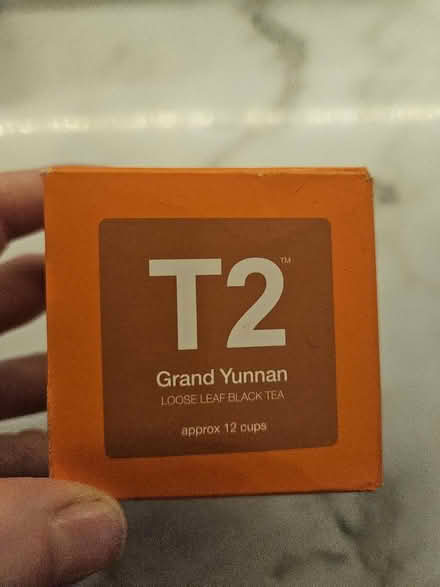 T2™
Grand Yunnan
LOOSE LEAF BLACK TEA
approx 12 cups